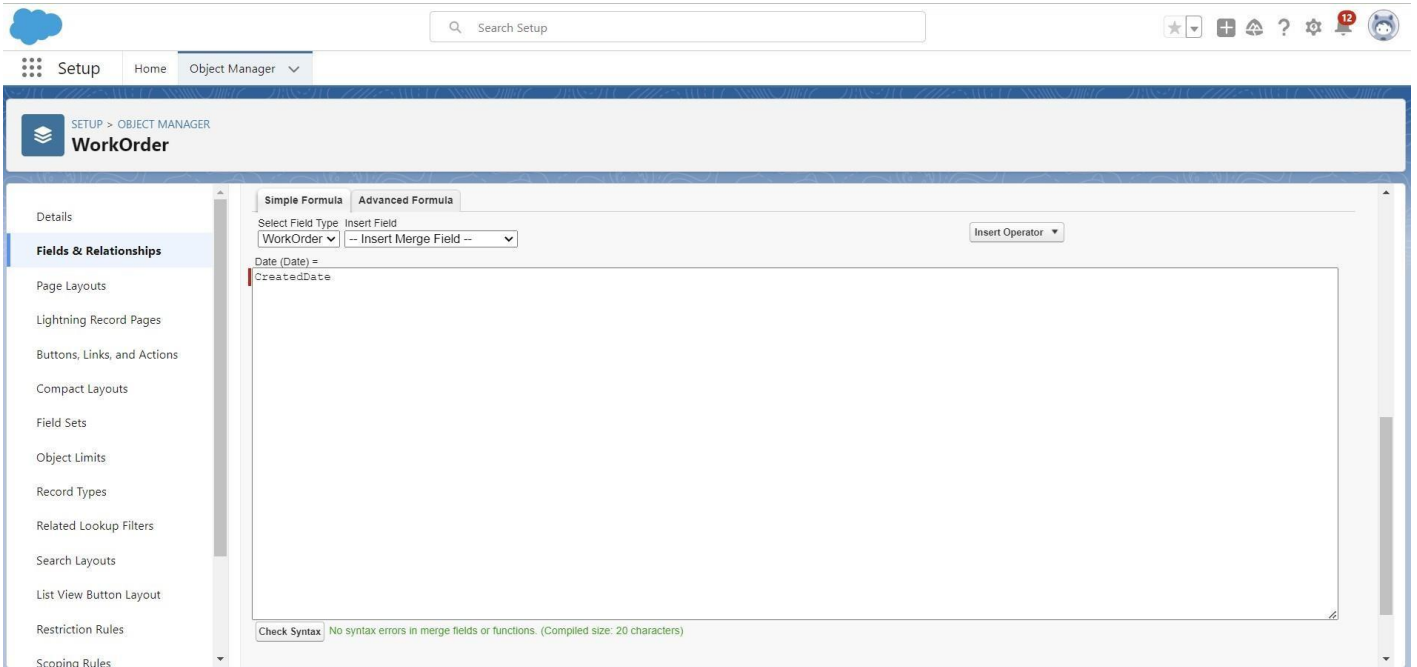 Search Setup
12
Setup
Home
Object Manager
SETUP > OBJECT MANAGER
WorkOrder
Details
Fields & Relationships
Page Layouts
Lightning Record Pages
Buttons, Links, and Actions
Compact Layouts
Field Sets
Object Limits
Record Types
Related Lookup Filters
Search Layouts
List View Button Layout
Restriction Rules
Scoping Rules
Simple Formula
Advanced Formula
Select Field Type Insert Field
WorkOrder
-- Insert Merge Field --
Insert Operator
Date (Date) =
CreatedDate
Check Syntax
No syntax errors in merge fields or functions. (Compiled size: 20 characters)